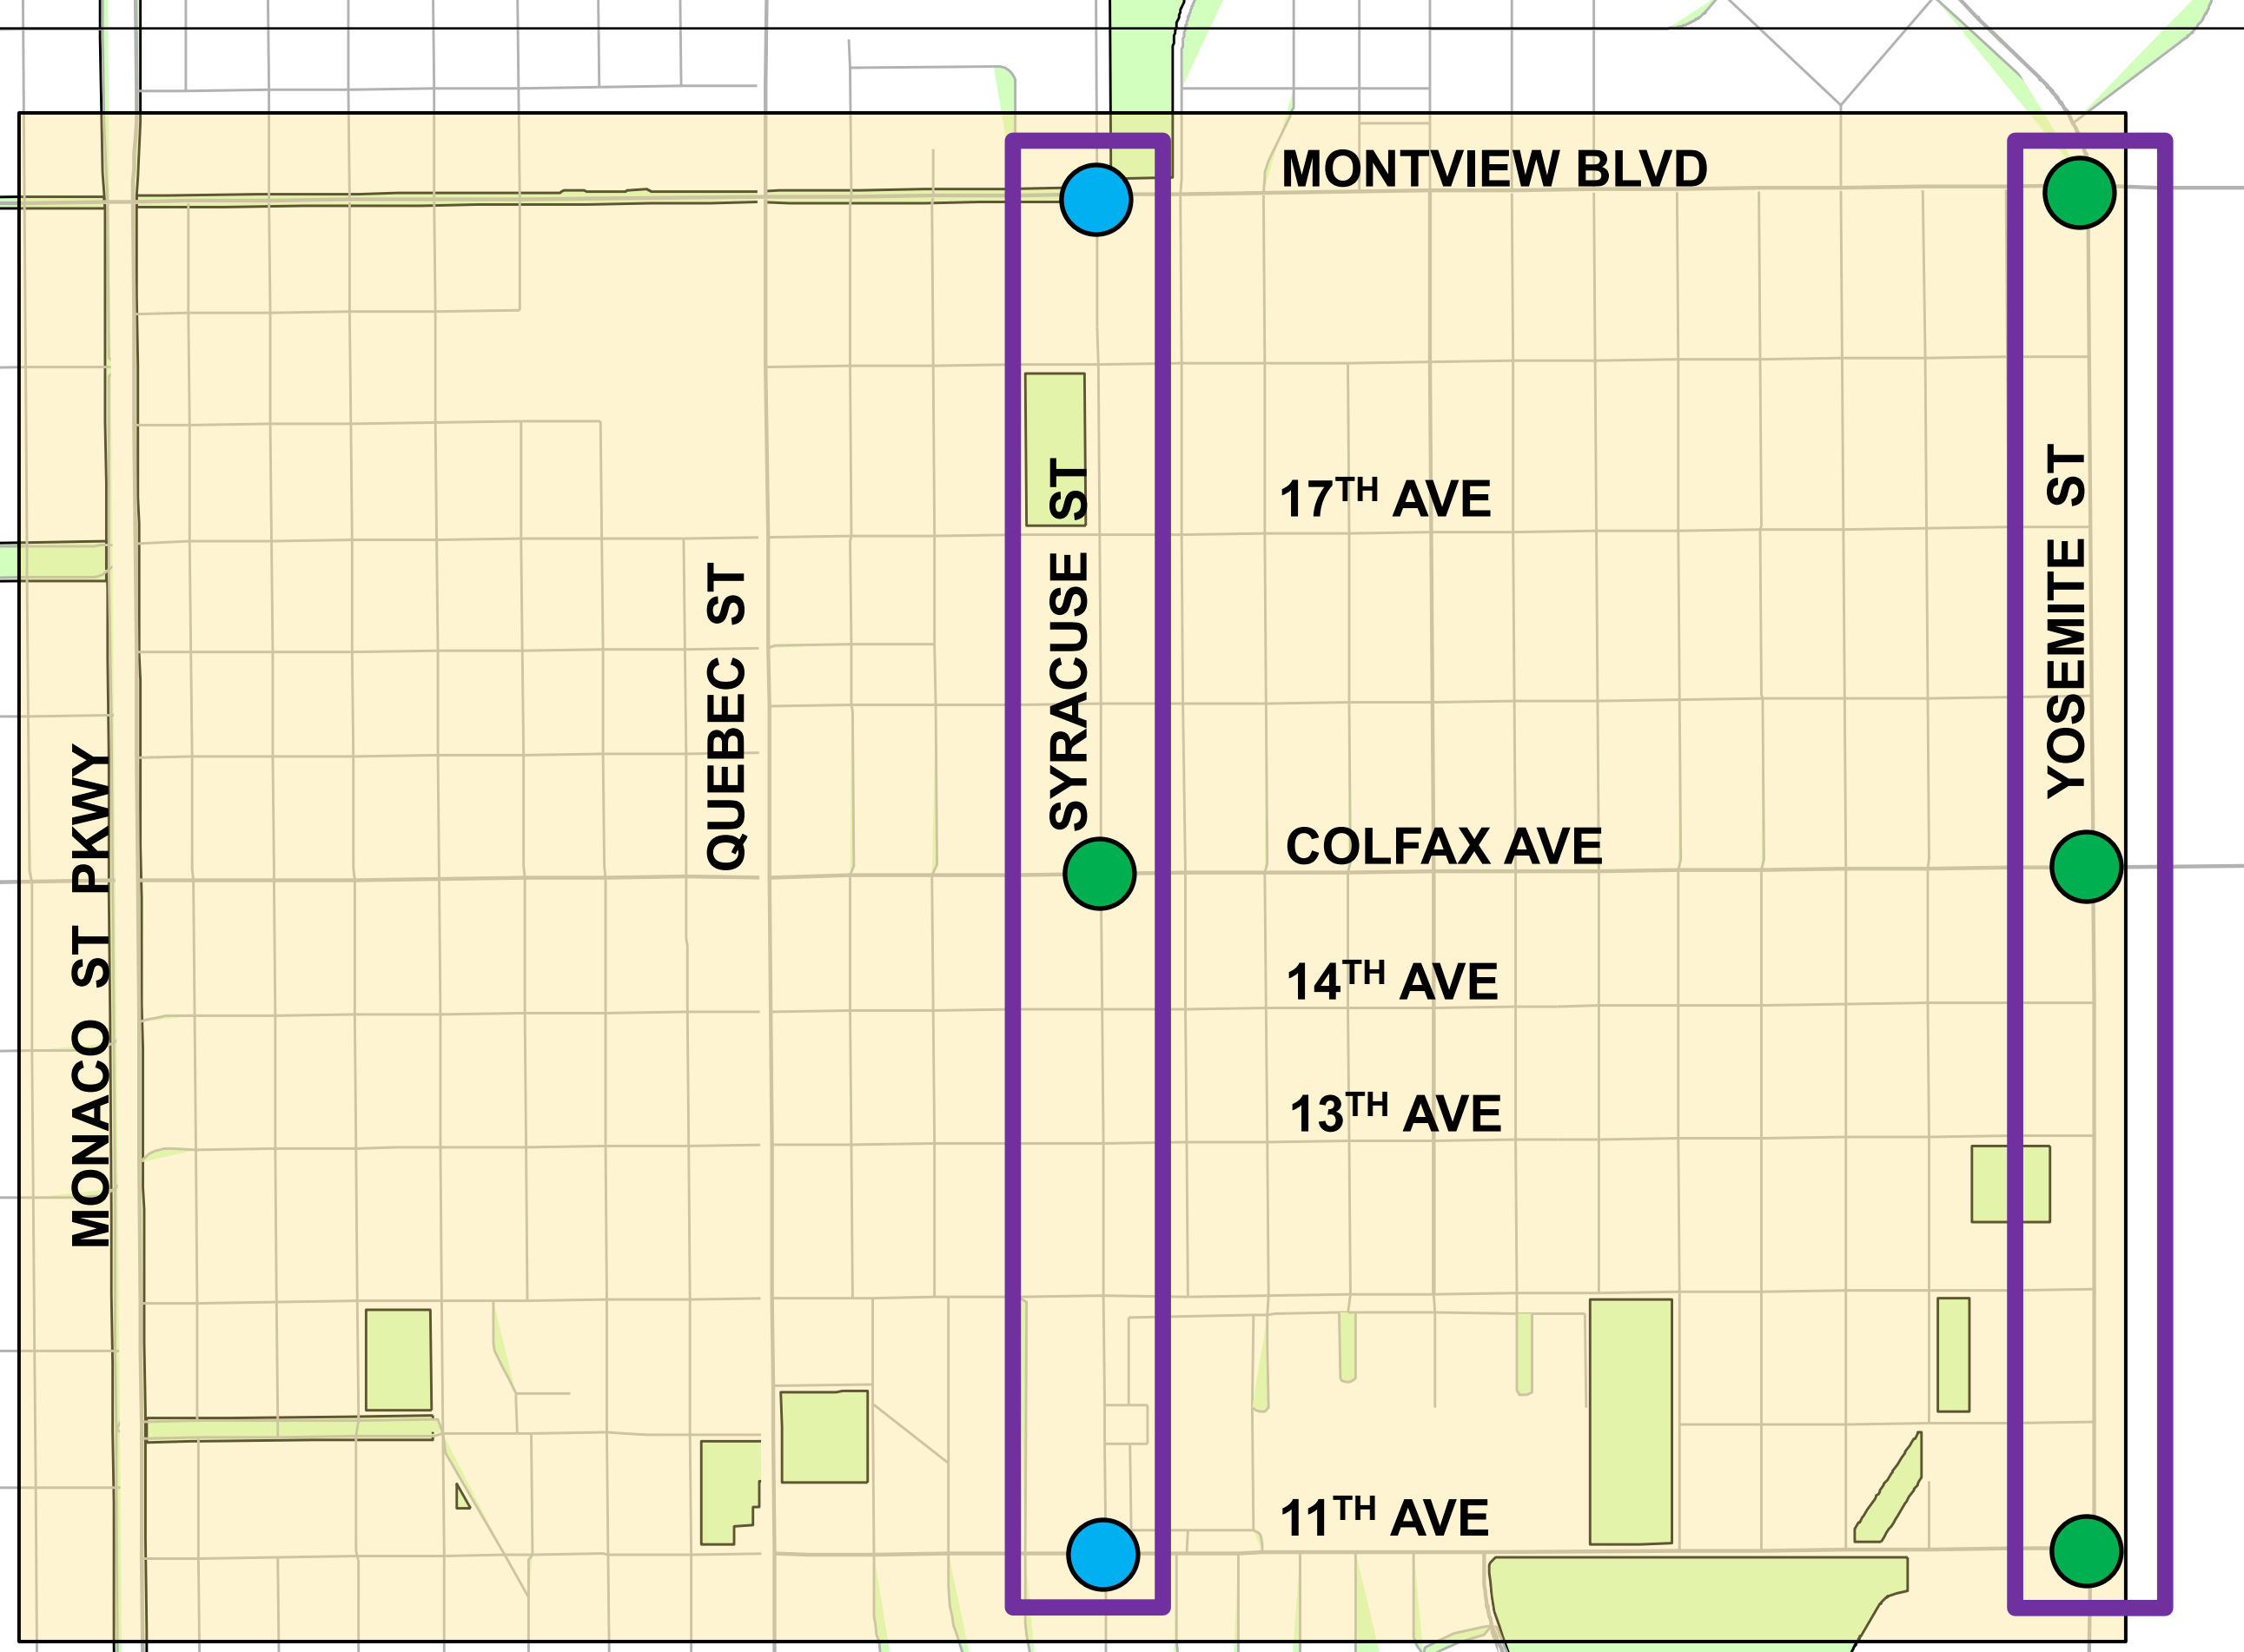 MONTVIEW BLVD
17TH AVE
COLFAX AVE
14TH AVE
13TH AVE
11TH AVE
MONACO ST PKWY
QUEBEC ST
SYRACUSE ST
YOSEMITE ST